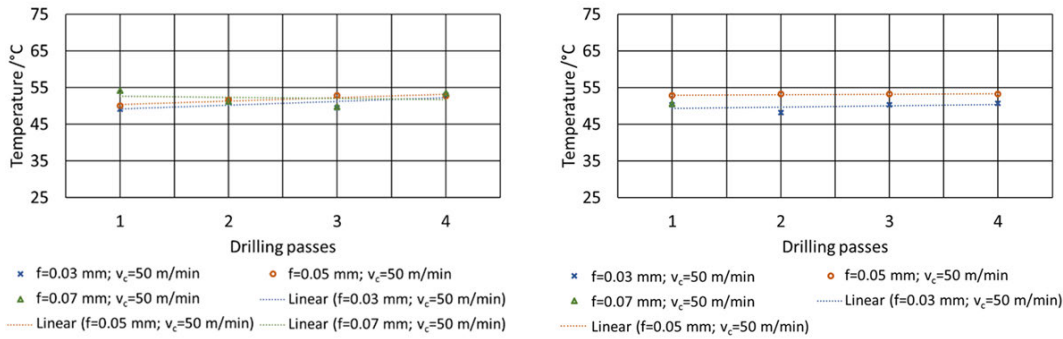 75
65
55
45
35
25
Temperature /°C
1 2 3 4
Drilling passes
f=0.03 mm; vc=50 m/min
f=0.05 mm; vc=50 m/min
f=0.07 mm; vc=50 m/min
Linear (f=0.03 mm; vc=50 m/min)
Linear (f=0.05 mm; vc=50 m/min)
Linear (f=0.07 mm; vc=50 m/min)
75
65
55
45
35
25
Temperature /°C
1 2 3 4
Drilling passes
f=0.03 mm; vc=50 m/min
f=0.05 mm; vc=50 m/min
f=0.07 mm; vc=50 m/min
Linear (f=0.03 mm; vc=50 m/min)
Linear (f=0.05 mm; vc=50 m/min)